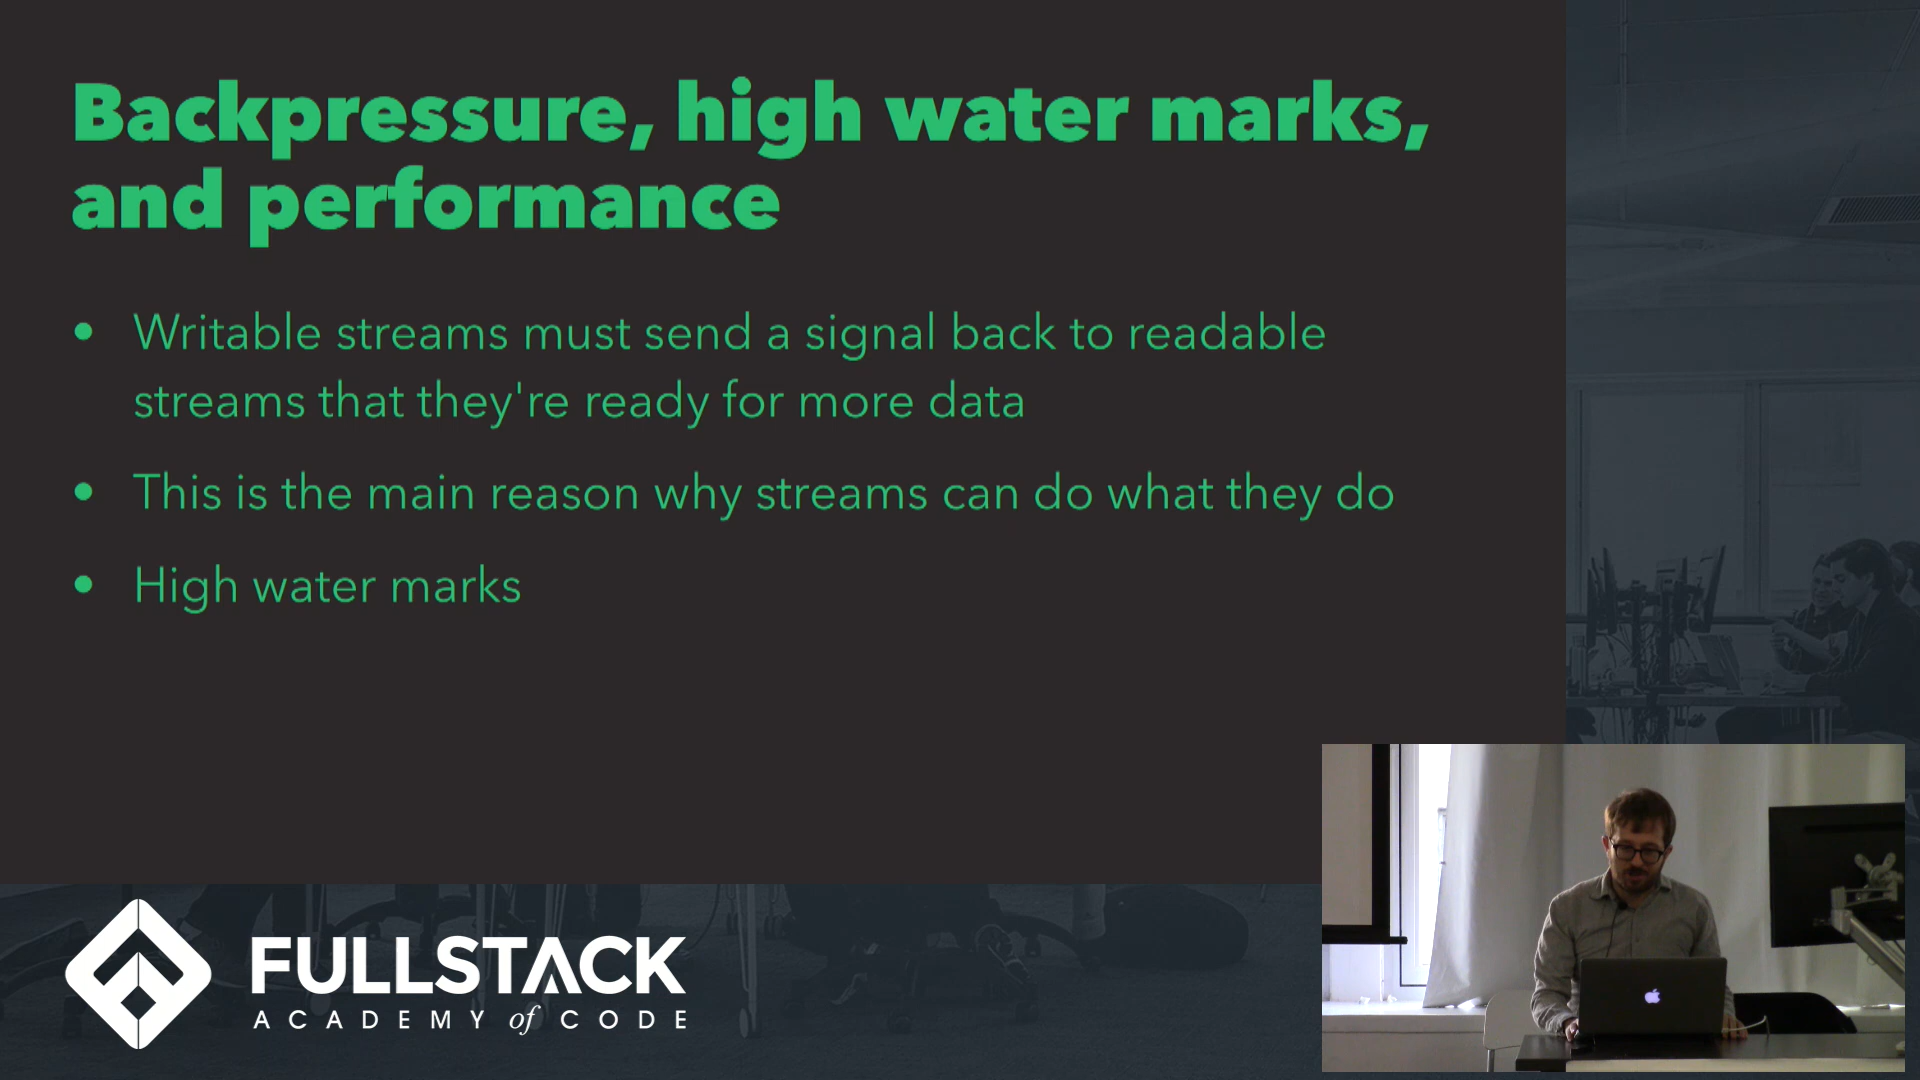 Backpressure, high water marks,
and performance
• Writable streams must send a signal back to readable
streams that they're ready for more data
• This is the main reason why streams can do what they do
• High water marks
FULLSTACK
ACADEMY of CODE